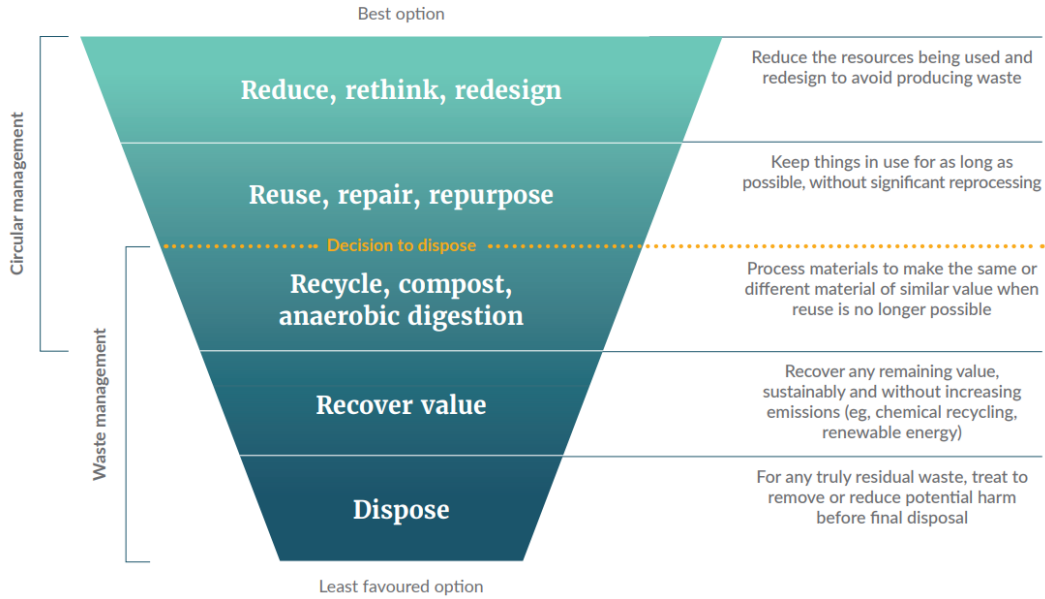 Best option
Circular management
Waste management
Reduce, rethink, redesign
Reduce the resources being used and
redesign to avoid producing waste
Reuse, repair, repurpose
Keep things in use for as long as
possible, without significant reprocessing
Decision to dispose
Recycle, compost,
anaerobic digestion
Process materials to make the same or
different material of similar value when
reuse is no longer possible
Recover value
Recover any remaining value,
sustainably and without increasing
emissions (eg, chemical recycling,
renewable energy)
Dispose
For any truly residual waste, treat to
remove or reduce potential harm
before final disposal
Least favoured option